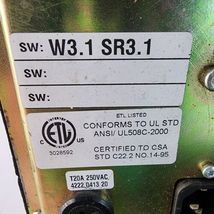 SW: W3.1 SR3.1
SW:
SW:
ETL LISTED
CONFORMS TO UL STD
ANSI/ UL508C-2000
ETL
3028592
CERTIFIED TO CSA
STD C22.2 NO.14-95
T20A 250VAC
4222.0413.20